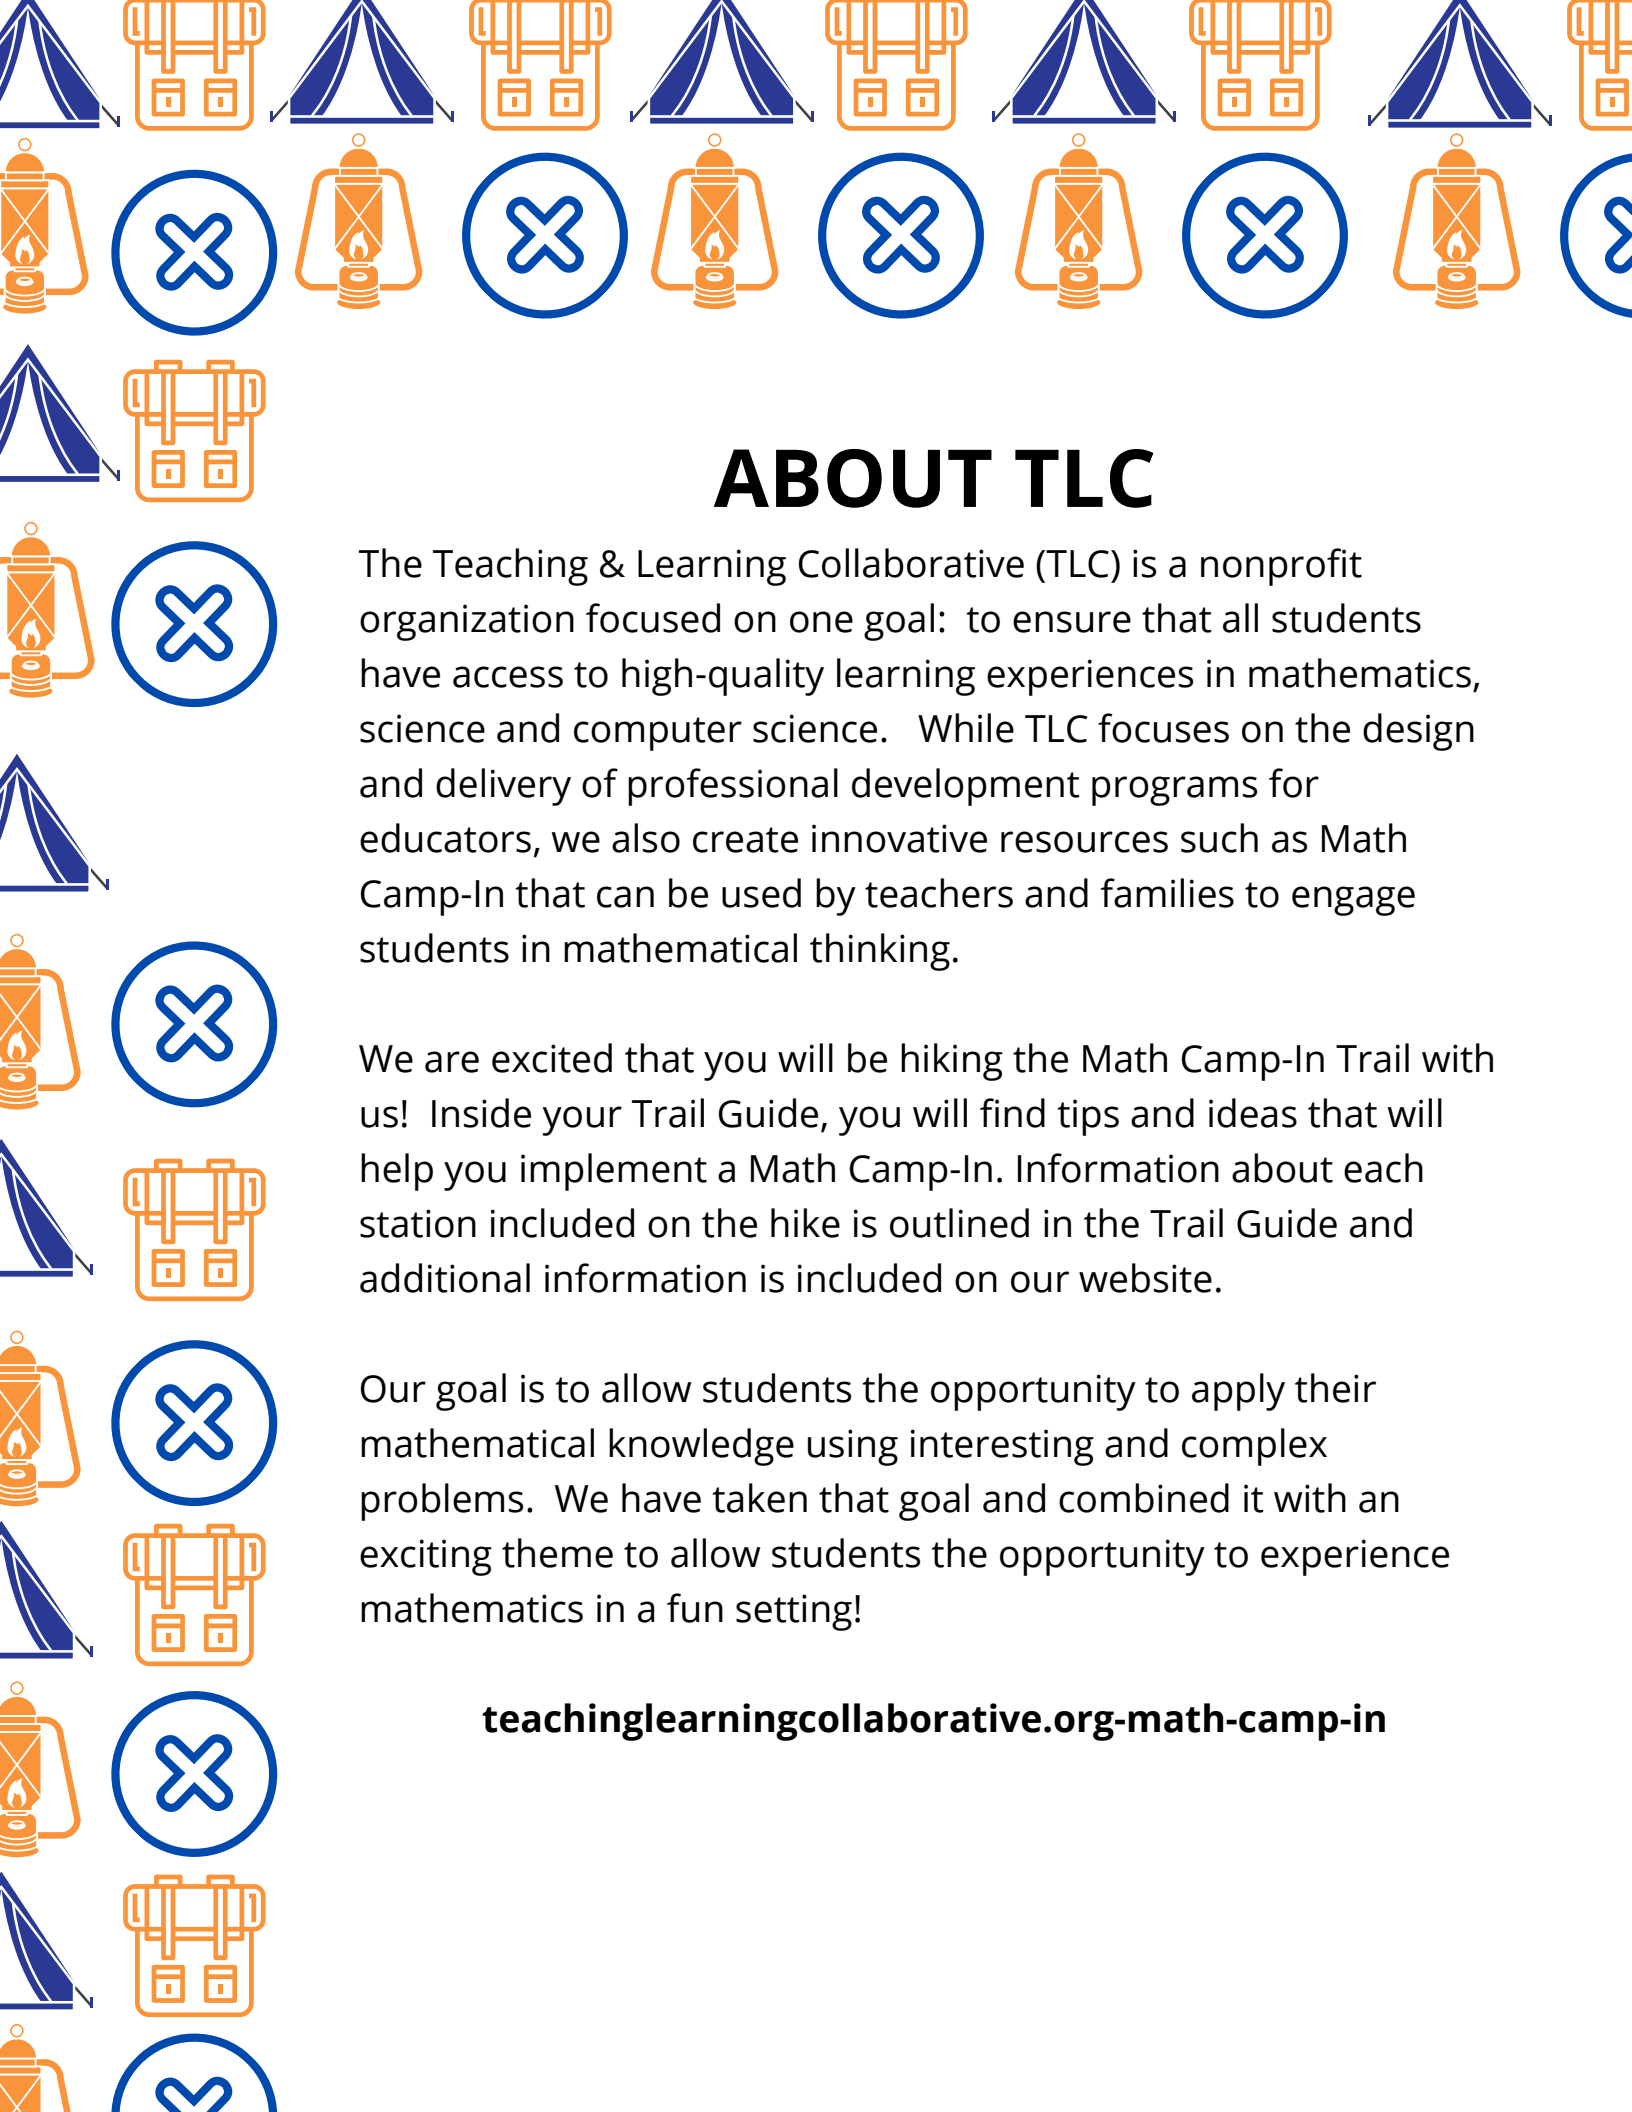 ABOUT TLC
The Teaching & Learning Collaborative (TLC) is a nonprofit
organization focused on one goal:  to ensure that all students
have access to high-quality learning experiences in mathematics,
science and computer science.   While TLC focuses on the design
and delivery of professional development programs for
educators, we also create innovative resources such as Math
Camp-In that can be used by teachers and families to engage
students in mathematical thinking.
We are excited that you will be hiking the Math Camp-In Trail with
us!  Inside your Trail Guide, you will find tips and ideas that will
help you implement a Math Camp-In. Information about each
station included on the hike is outlined in the Trail Guide and
additional information is included on our website.
Our goal is to allow students the opportunity to apply their
mathematical knowledge using interesting and complex
problems.  We have taken that goal and combined it with an
exciting theme to allow students the opportunity to experience
mathematics in a fun setting!
teachinglearningcollaborative.org-math-camp-in